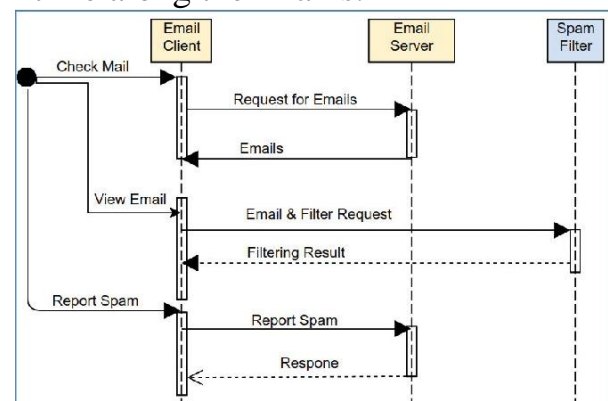 Email
Client
Email
Server
Spam
Filter
Check Mail
Request for Emails
Emails
View Email
Email & Filter Request
Filtering Result
Report Spam
Report Spam
Respone